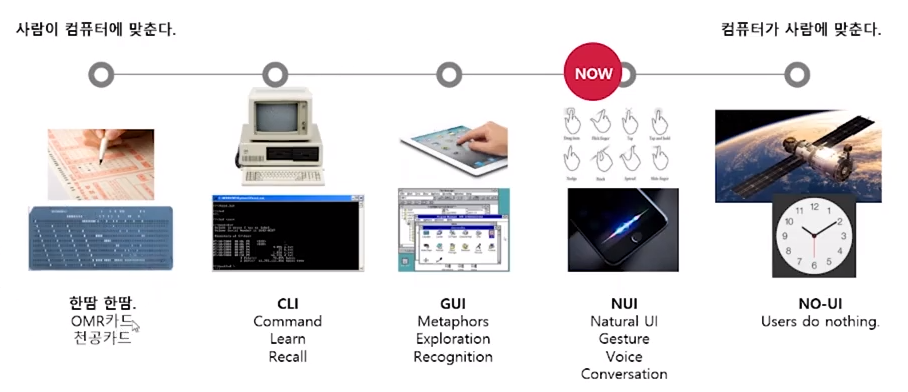 사람이 컴퓨터에 맞춘다.
컴퓨터가 사람에 맞춘다.
NOW
한땀 한땀.
OMR카드
천공카드
CLI
Command
Learn
Recall
GUI
Metaphors
Exploration
Recognition
NUI
Natural UI
Gesture
Voice
Conversation
NO-UI
Users do nothing.